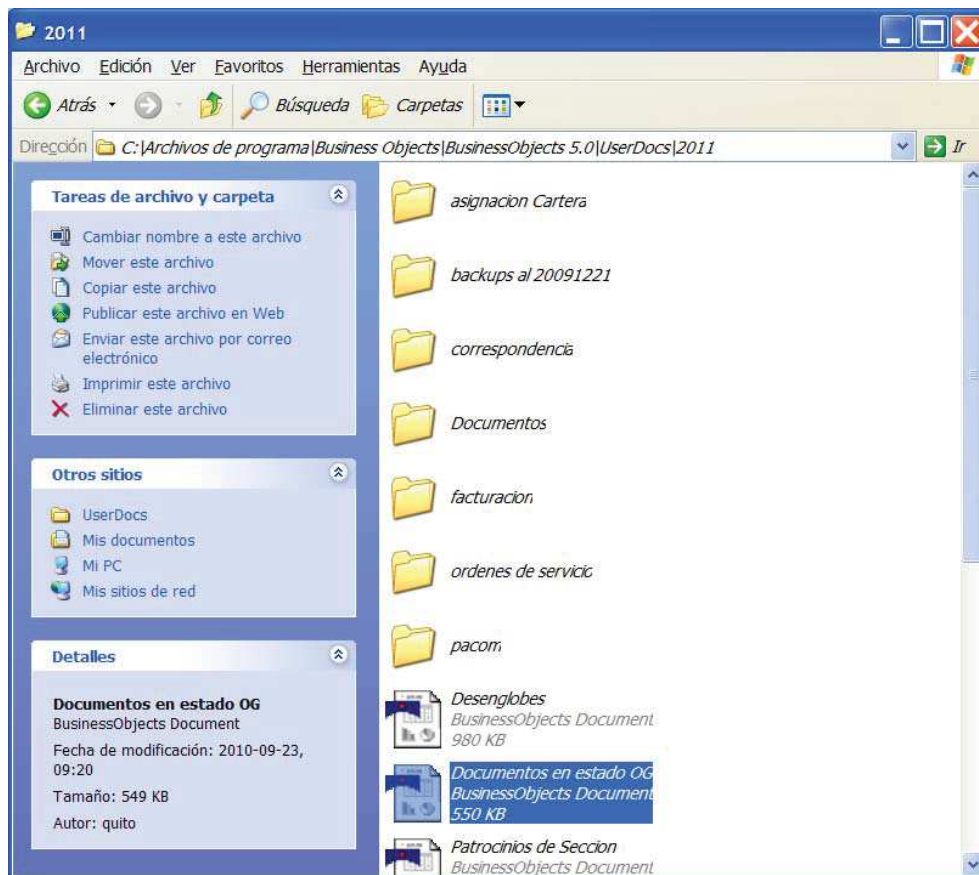 2011
Archivo Edición Ver Favoritos Herramientas Ayuda
Atrás Búsqueda Carpetas
Dirección C:\Archivos de programa\Business Objects\BusinessObjects 5.0\UserDocs\2011 Ir
Tareas de archivo y carpeta
Cambiar nombre a este archivo
Mover este archivo
Copiar este archivo
Publicar este archivo en Web
Enviar este archivo por correo
electrónico
Imprimir este archivo
Eliminar este archivo
Otros sitios
UserDocs
Mis documentos
Mi PC
Mis sitios de red
Detalles
Documentos en estado OG
BusinessObjects Document
Fecha de modificación: 2010-09-23,
09:20
Tamaño: 549 KB
Autor: quito
asignacion Cartera
backups al 20091221
correspondencia
Documentos
facturacion
ordenes de servicio
pacom
Desenglobes
BusinessObjects Document
980 KB
Documentos en estado OG
BusinessObjects Document
550 KB
Patrocinios de Seccion
BusinessObjects Document